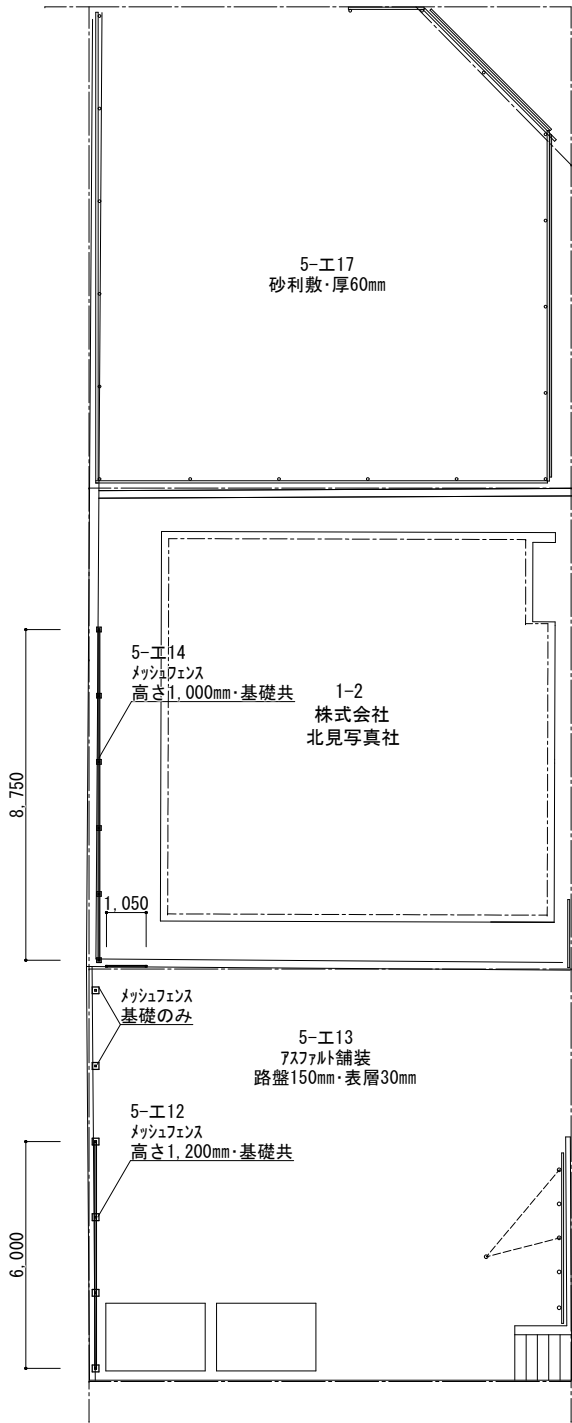 5-エ17
砂利敷・厚60mm
5-エ14
メッシュフェンス
高さ1,000mm・基礎共
1-2
株式会社
北見写真社
8,750
1,050
メッシュフェンス
基礎のみ
5-エ13
アスファルト舗装
路盤150mm・表層30mm
5-エ12
メッシュフェンス
高さ1,200mm・基礎共
6,000